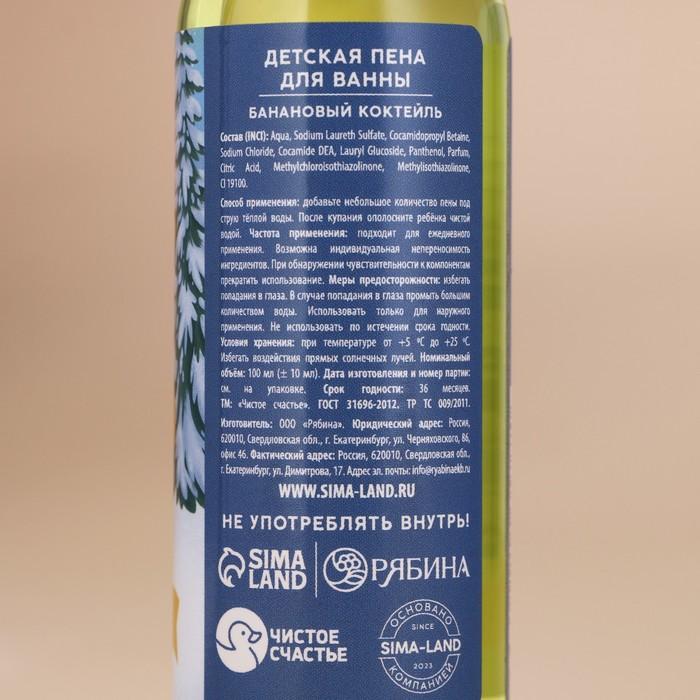 ДЕТСКАЯ ПЕНА
ДЛЯ ВАННЫ
БАНАНОВЫЙ КОКТЕЙЛЬ
Состав (INCI): Aqua, Sodium Laureth Sulfate, Cocamidopropyl Betaine,
Sodium Chloride, Cocamide DEA, Lauryl Glucoside, Panthenol, Parfum,
Citric Acid, Methylchloroisothiazolinone, Methylisothiazolinone,
CI 19100.
Способ применения: добавьте небольшое количество пены под
струю тёплой воды. После купания ополосните ребёнка чистой
водой. Частота применения: подходит для ежедневного
применения. Возможна индивидуальная непереносимость
ингредиентов. При обнаружении чувствительности к компонентам
прекратить использование. Меры предосторожности: избегать
попадания в глаза. В случае попадания в глаза промыть большим
количеством воды. Использовать только для наружного
применения. Не использовать по истечении срока годности.
Условия хранения: при температуре от +5 ºC до +25 ºC.
Избегать воздействия прямых солнечных лучей. Номинальный
объём: 100 мл (± 10 мл). Дата изготовления и номер партии:
см. на упаковке. Срок годности: 36 месяцев.
ТМ: «Чистое счастье». ГОСТ 31696-2012. ТР ТС 009/2011.
Изготовитель: ООО «Рябина». Юридический адрес: Россия,
620010, Свердловская обл., г. Екатеринбург, ул. Черняховского, 86,
офис 46. Фактический адрес: Россия, 620010, Свердловская обл.,
г. Екатеринбург, ул. Димитрова, 17. Адрес эл. почты: info@ryabinaekb.ru
WWW.SIMA-LAND.RU
НЕ УПОТРЕБЛЯТЬ ВНУТРЬ!
SIMA
LAND
РЯБИНА
ЧИСТОЕ
СЧАСТЬЕ
ОСНОВАНО
SINCE
SIMA-LAND
2023
КОМПАНИЕЙ